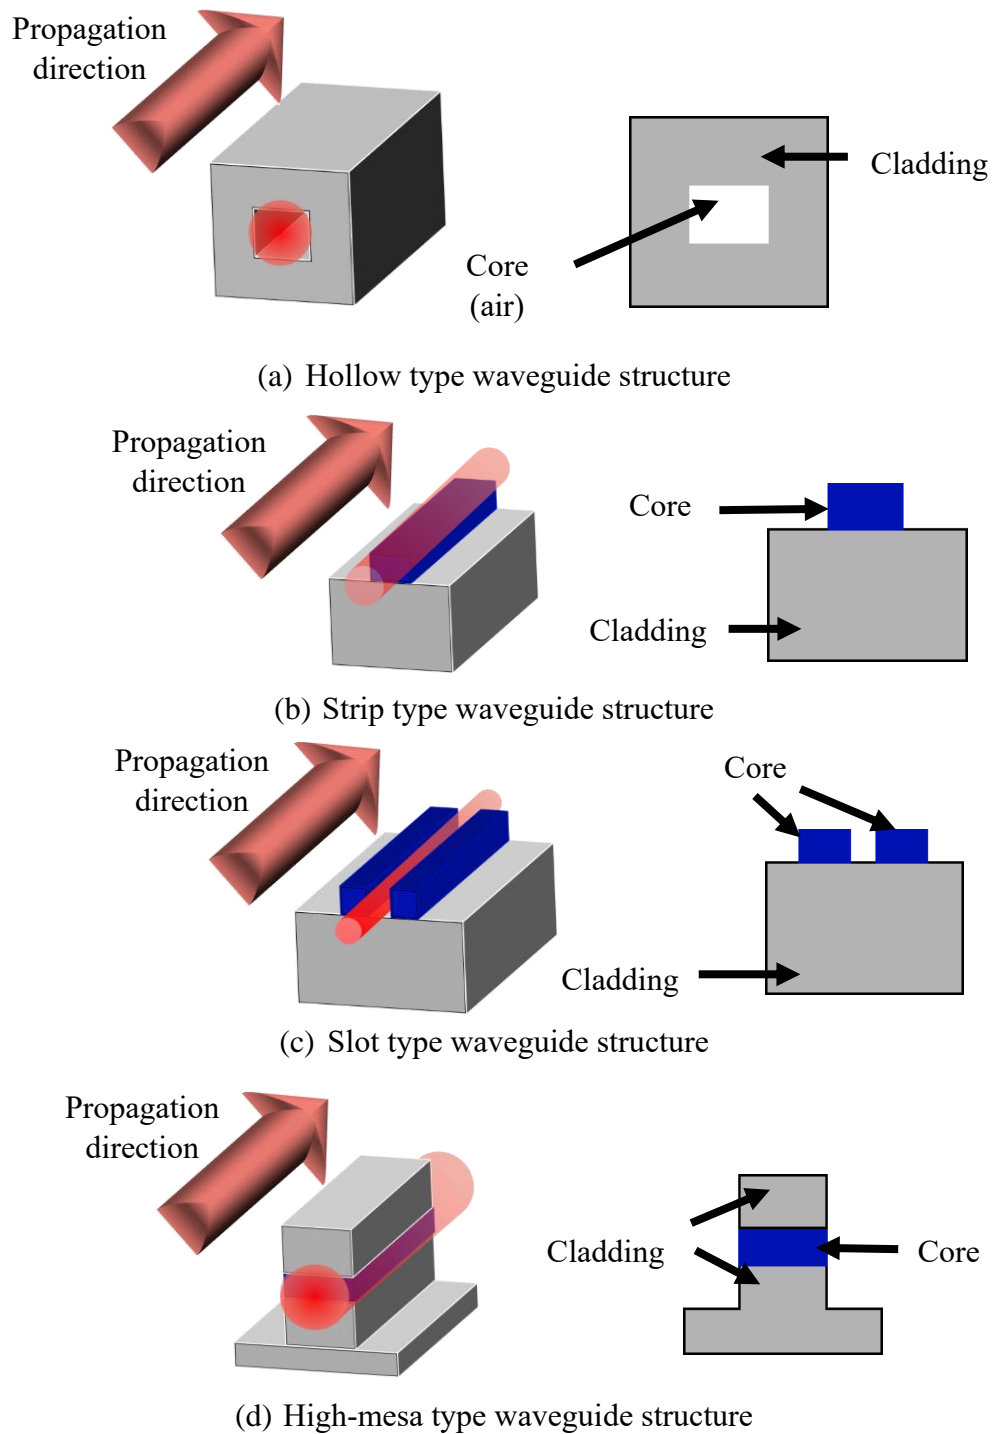 Propagation
direction
Cladding
Core
(air)
(a) Hollow type waveguide structure
Propagation
direction
Core
Cladding
(b) Strip type waveguide structure
Propagation
direction
Core
Cladding
(c) Slot type waveguide structure
Propagation
direction
Cladding
Core
(d) High-mesa type waveguide structure